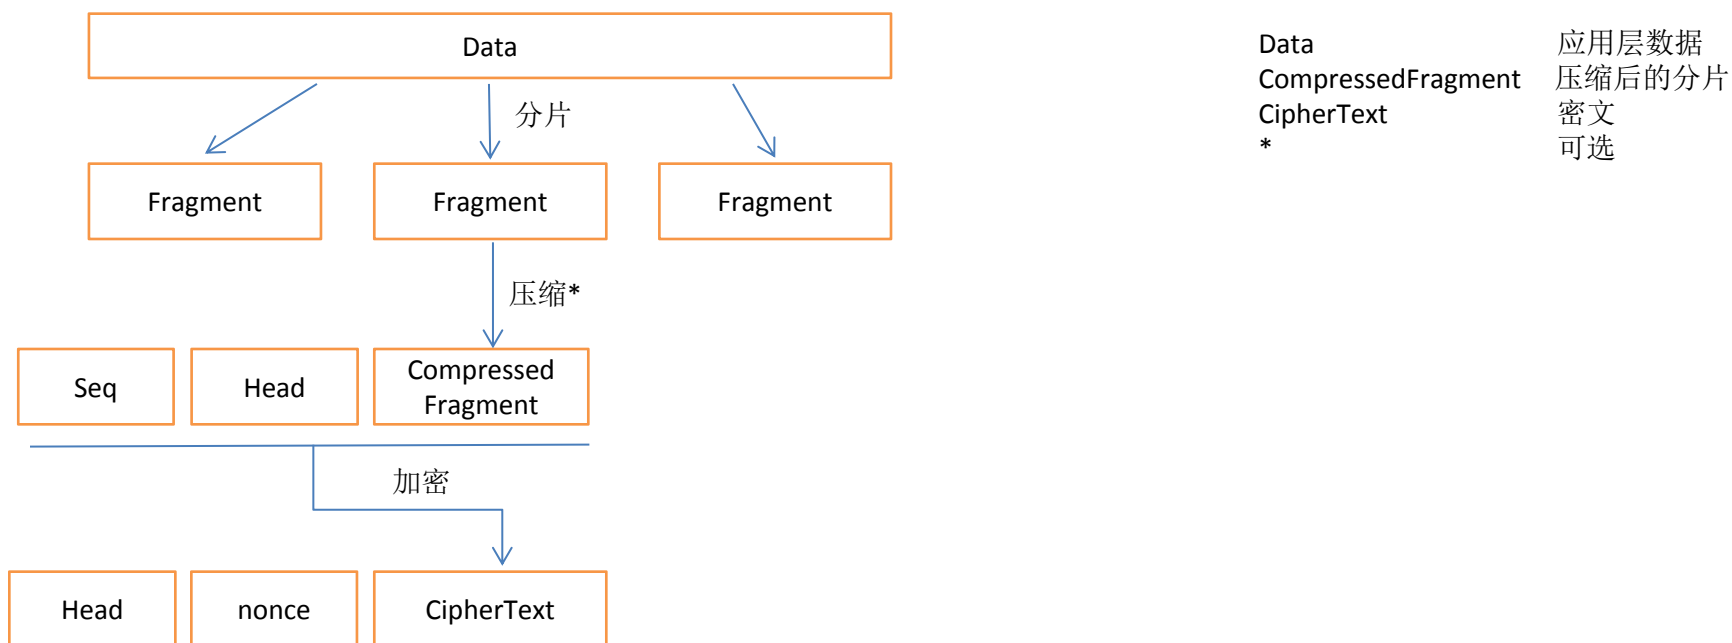 Data
分片
Fragment Fragment Fragment
压缩*
Seq Head Compressed
Fragment
加密
Head nonce CipherText
Data 应用层数据
CompressedFragment 压缩后的分片
CipherText 密文
* 可选